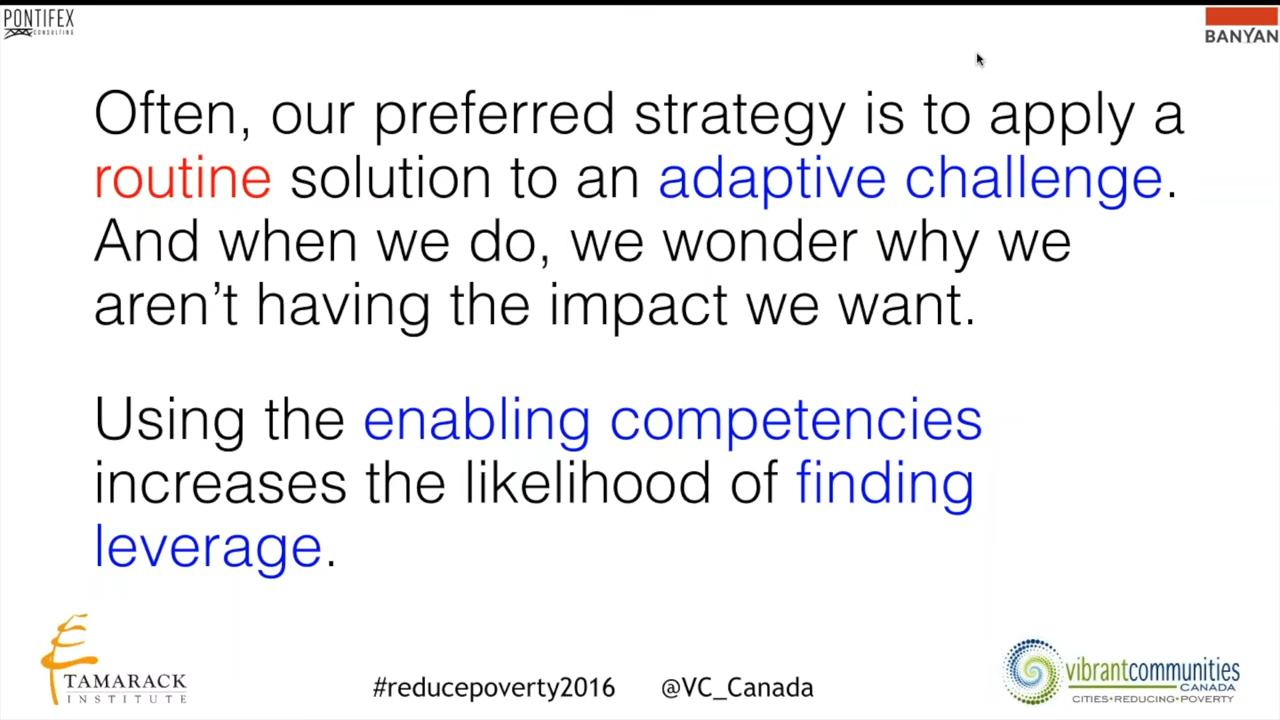 PONTIFEX
CONSULTING
BANYAN
Often, our preferred strategy is to apply a
routine solution to an adaptive challenge.
And when we do, we wonder why we
aren’t having the impact we want.
Using the enabling competencies
increases the likelihood of finding
leverage.
TAMARACK
INSTITUTE
#reducepoverty2016 @VC_Canada
vibrantcommunities
CANADA
CITIES•REDUCING•POVERTY